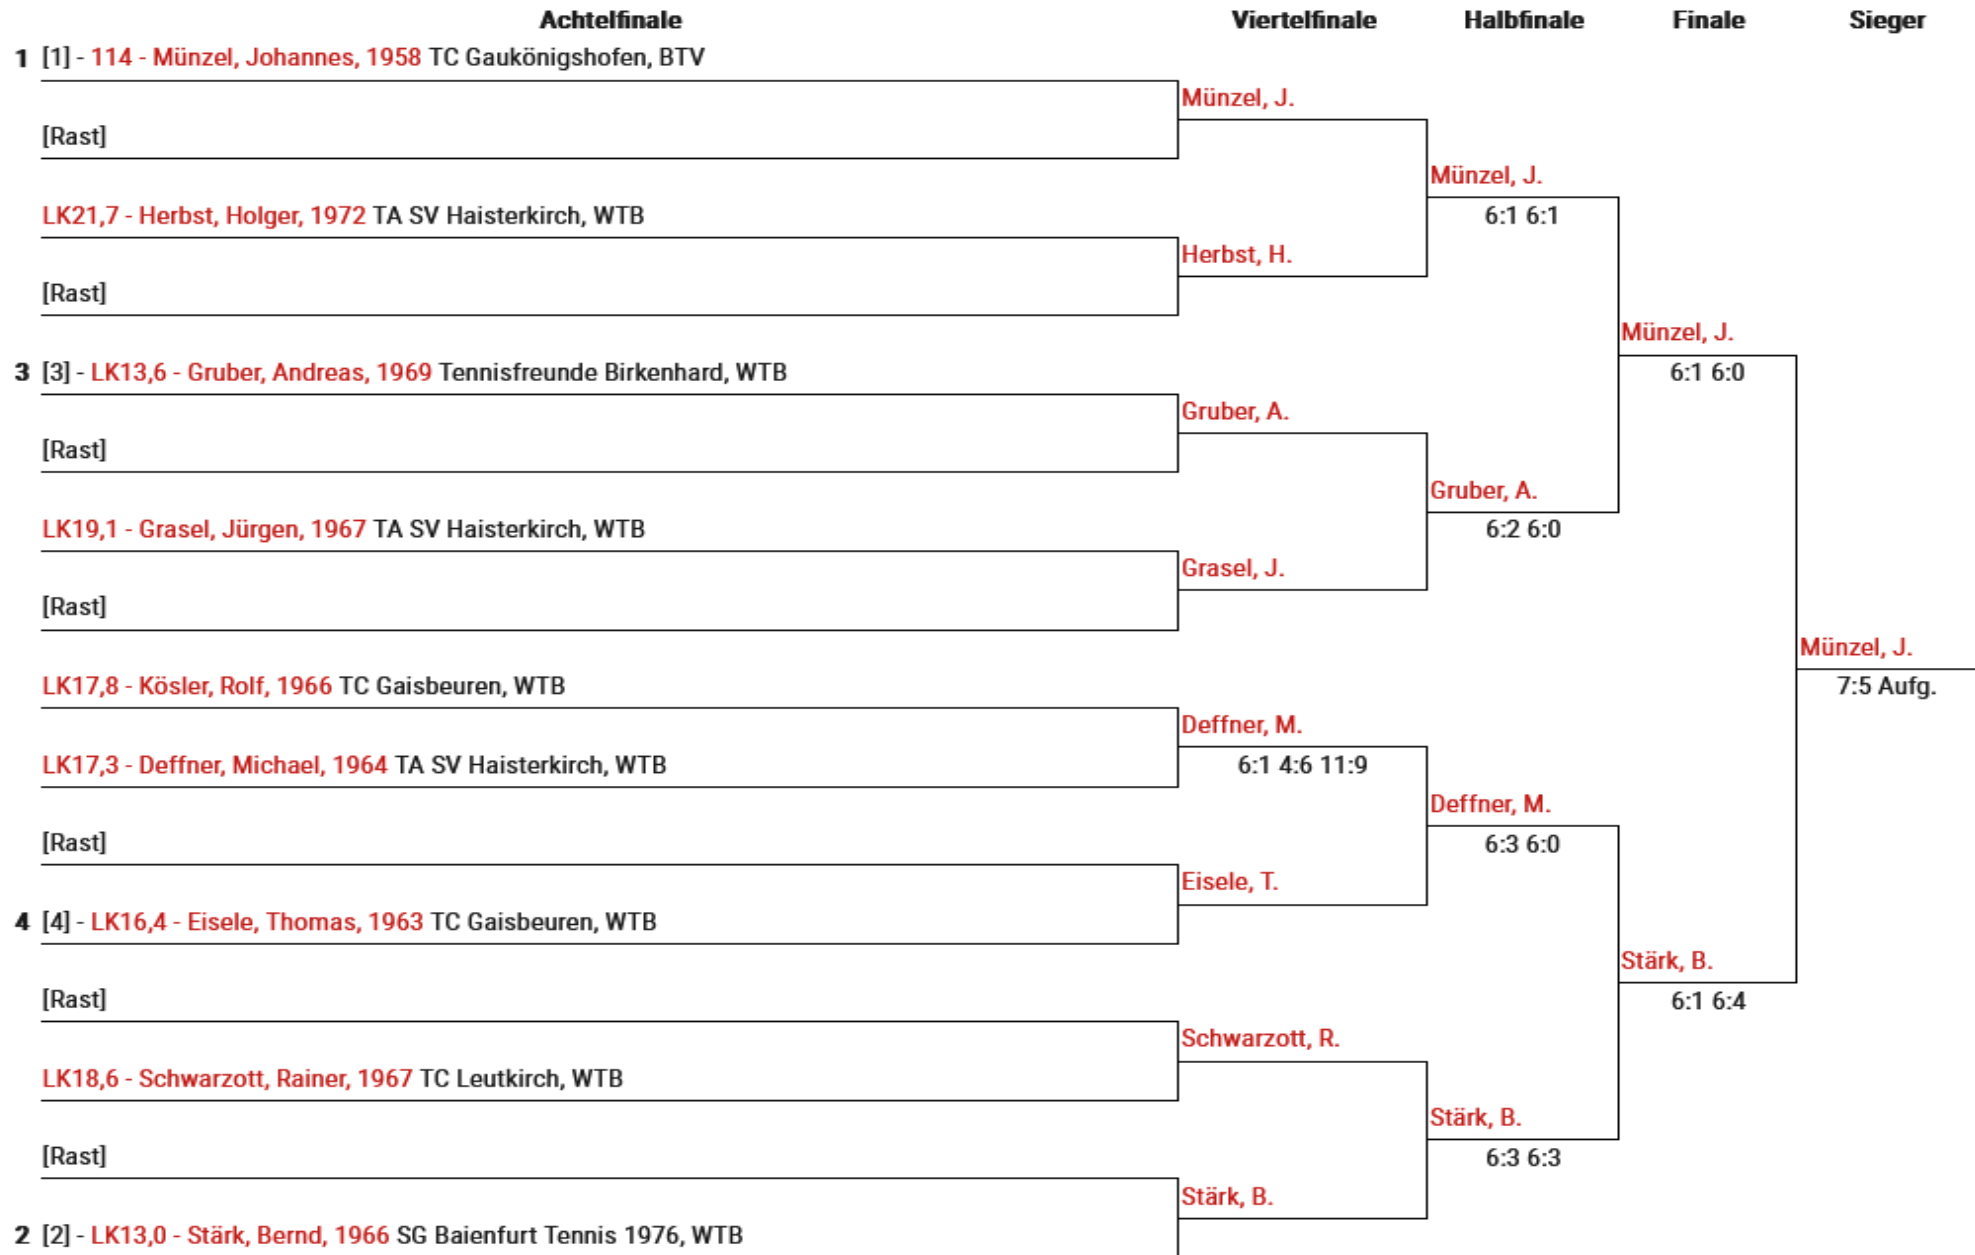 Achtelfinale Viertelfinale Halbfinale Finale Sieger
1 [1] - 114 - Münzel, Johannes, 1958 TC Gaukönigshofen, BTV
Münzel, J.
[Rast]
Münzel, J.
LK21,7 - Herbst, Holger, 1972 TA SV Haisterkirch, WTB
6:1 6:1
Herbst, H.
[Rast]
Münzel, J.
3 [3] - LK13,6 - Gruber, Andreas, 1969 Tennisfreunde Birkenhard, WTB
6:1 6:0
Gruber, A.
[Rast]
Gruber, A.
LK19,1 - Grasel, Jürgen, 1967 TA SV Haisterkirch, WTB
6:2 6:0
Grasel, J.
[Rast]
Münzel, J.
LK17,8 - Kösler, Rolf, 1966 TC Gaisbeuren, WTB
7:5 Aufg.
Deffner, M.
LK17,3 - Deffner, Michael, 1964 TA SV Haisterkirch, WTB
6:1 4:6 11:9
Deffner, M.
[Rast]
6:3 6:0
Eisele, T.
4 [4] - LK16,4 - Eisele, Thomas, 1963 TC Gaisbeuren, WTB
Stärk, B.
[Rast]
6:1 6:4
Schwarzott, R.
LK18,6 - Schwarzott, Rainer, 1967 TC Leutkirch, WTB
Stärk, B.
[Rast]
6:3 6:3
Stärk, B.
2 [2] - LK13,0 - Stärk, Bernd, 1966 SG Baienfurt Tennis 1976, WTB